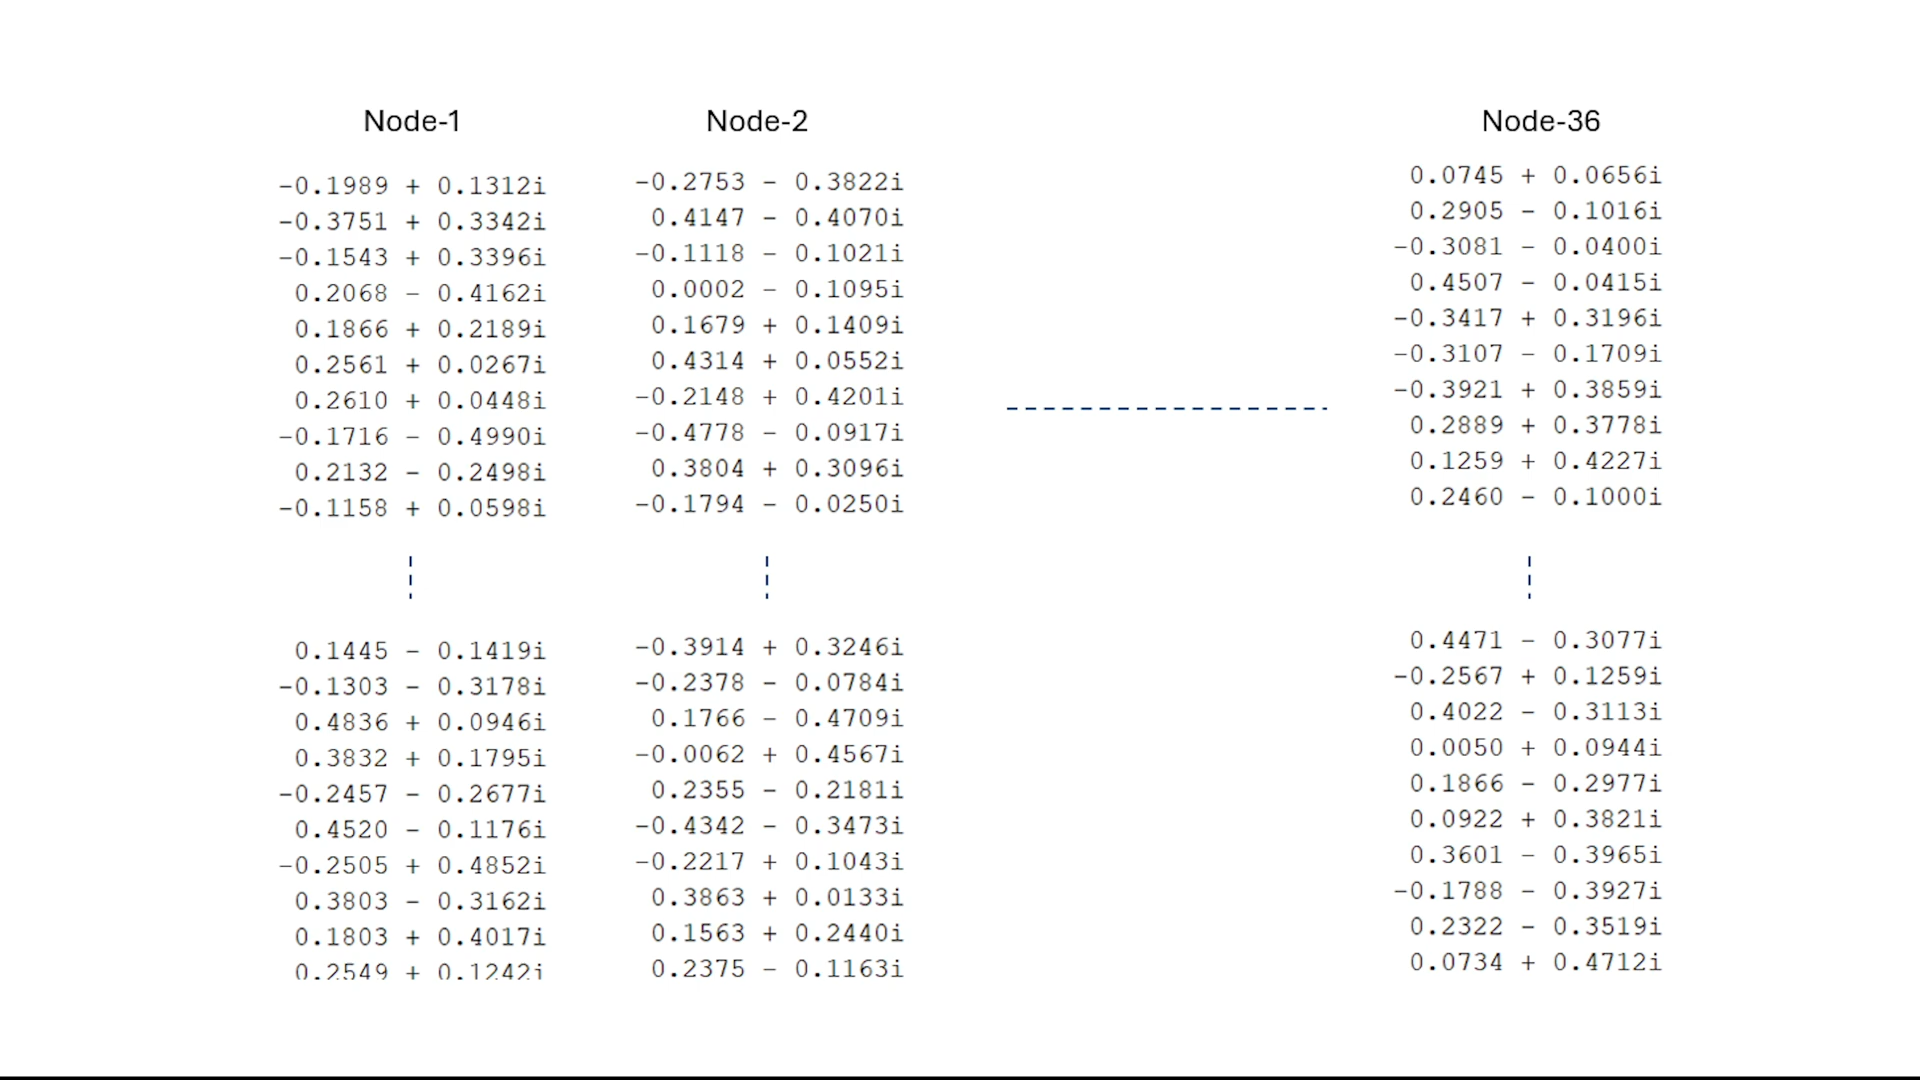 Node-1 Node-2 Node-36
-0.1989 + 0.1312i -0.2753 - 0.3822i 0.0745 + 0.0656i
-0.3751 + 0.3342i 0.4147 - 0.4070i 0.2905 - 0.1016i
-0.1543 + 0.3396i -0.1118 - 0.1021i -0.3081 - 0.0400i
0.2068 - 0.4162i 0.0002 - 0.1095i 0.4507 - 0.0415i
0.1866 + 0.2189i 0.1679 + 0.1409i -0.3417 + 0.3196i
0.2561 + 0.0267i 0.4314 + 0.0552i -0.3107 - 0.1709i
0.2610 + 0.0448i -0.2148 + 0.4201i -0.3921 + 0.3859i
-0.1716 - 0.4990i -0.4778 - 0.0917i 0.2889 + 0.3778i
0.2132 - 0.2498i 0.3804 + 0.3096i 0.1259 + 0.4227i
-0.1158 + 0.0598i -0.1794 - 0.0250i 0.2460 - 0.1000i
0.1445 - 0.1419i -0.3914 + 0.3246i 0.4471 - 0.3077i
-0.1303 - 0.3178i -0.2378 - 0.0784i -0.2567 + 0.1259i
0.4836 + 0.0946i 0.1766 - 0.4709i 0.4022 - 0.3113i
0.3832 + 0.1795i -0.0062 + 0.4567i 0.0050 + 0.0944i
-0.2457 - 0.2677i 0.2355 - 0.2181i 0.1866 - 0.2977i
0.4520 - 0.1176i -0.4342 - 0.3473i 0.0922 + 0.3821i
-0.2505 + 0.4852i -0.2217 + 0.1043i 0.3601 - 0.3965i
0.3803 - 0.3162i 0.3863 + 0.0133i -0.1788 - 0.3927i
0.1803 + 0.4017i 0.1563 + 0.2440i 0.2322 - 0.3519i
0.2549 + 0.1242i 0.2375 - 0.1163i 0.0734 + 0.4712i